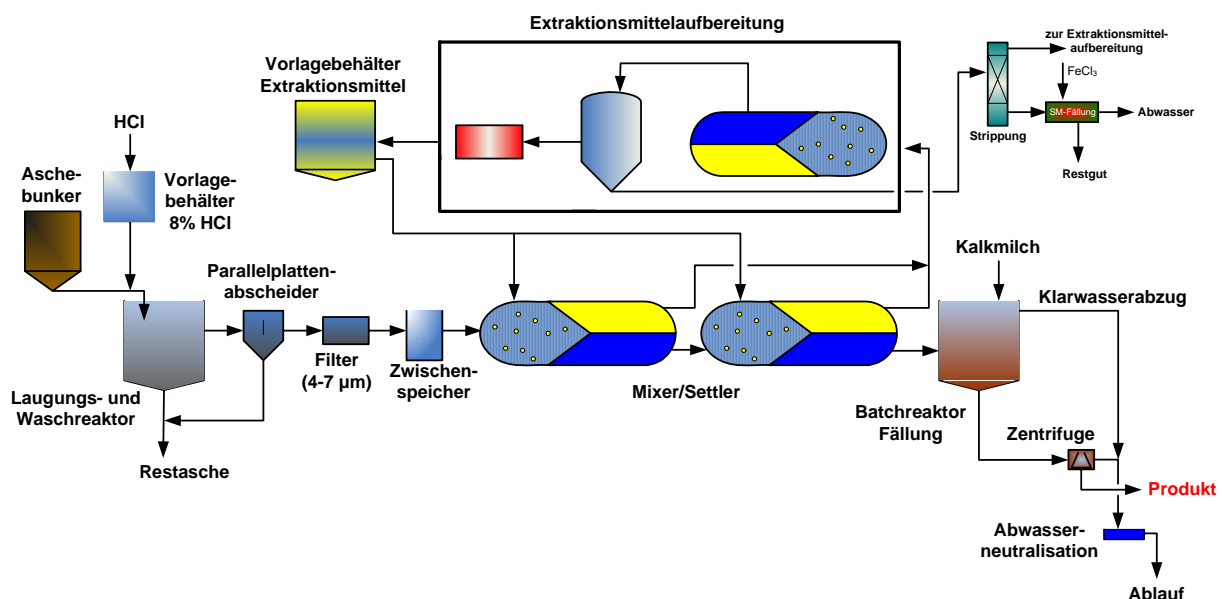 Extraktionsmittelaufbereitung
zur Extraktionsmittel-
aufbereitung
FeCl₃
SM-Fällung
Abwasser
Strippung
Restgut
Vorlagebehälter
Extraktionsmittel
HCl
Asche-
bunker
Vorlage-
behälter
8% HCl
Parallelplatten-
abscheider
Kalkmilch
Klarwasserabzug
Filter
(4-7 µm)
Zwischen-
speicher
Mixer/Settler
Laugungs- und
Waschreaktor
Restasche
Batchreaktor
Fällung
Zentrifuge
Produkt
Abwasser-
neutralisation
Ablauf